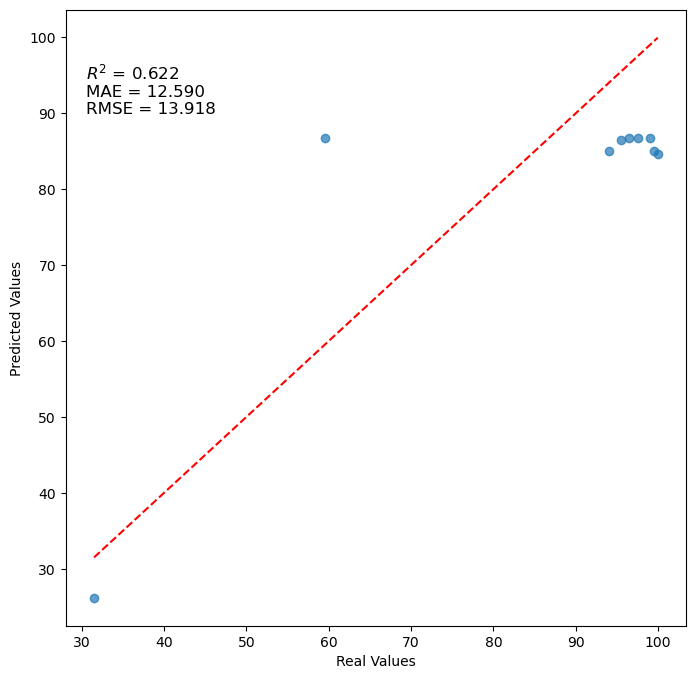 R² = 0.622
MAE = 12.590
RMSE = 13.918
100
90
80
70
60
50
40
30
Predicted Values
30 40 50 60 70 80 90 100
Real Values